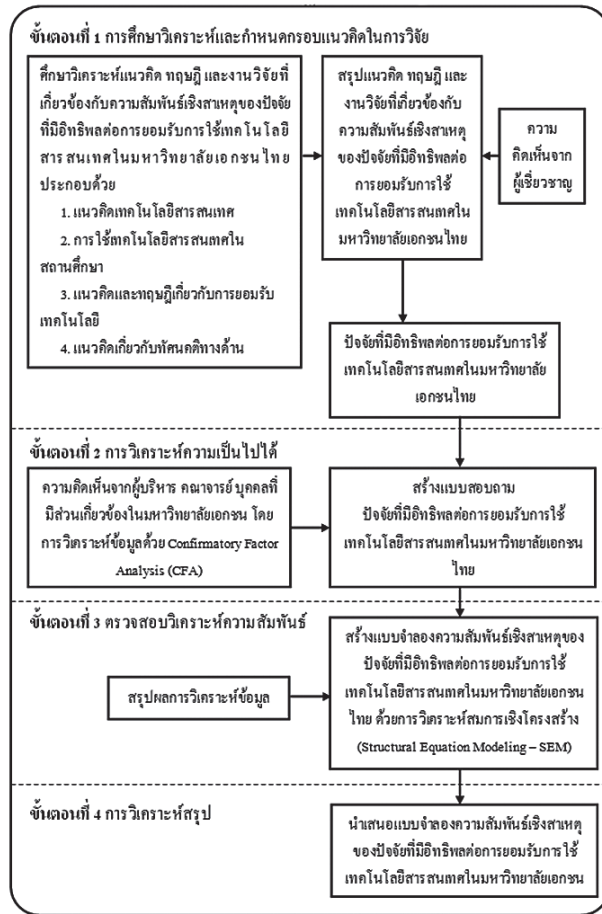 ขั้นตอนที่ 1 การศึกษาวิเคราะห์และกำหนดกรอบแนวคิดในการวิจัย
ศึกษาวิเคราะห์แนวคิด ทฤษฎี และงานวิจัยที่
เกี่ยวข้องกับความสัมพันธ์เชิงสาเหตุของปัจจัย
ที่มีอิทธิพลต่อการยอมรับการใช้เทคโนโลยี
สารสนเทศในมหาวิทยาลัยเอกชนไทย
ประกอบด้วย
1. แนวคิดเทคโนโลยีสารสนเทศ
2. การใช้เทคโนโลยีสารสนเทศใน
สถานศึกษา
3. แนวคิดและทฤษฎีเกี่ยวกับการยอมรับ
เทคโนโลยี
4. แนวคิดเกี่ยวกับทัศนคติทางด้าน
สรุปแนวคิด ทฤษฎี และ
งานวิจัยที่เกี่ยวข้องกับ
ความสัมพันธ์เชิงสาเหตุ
ของปัจจัยที่มีอิทธิพลต่อ
การยอมรับการใช้
เทคโนโลยีสารสนเทศใน
มหาวิทยาลัยเอกชนไทย
ความ
คิดเห็นจาก
ผู้เชี่ยวชาญ
ปัจจัยที่มีอิทธิพลต่อการยอมรับการใช้
เทคโนโลยีสารสนเทศในมหาวิทยาลัย
เอกชนไทย
ขั้นตอนที่ 2 การวิเคราะห์ความเป็นไปได้
ความคิดเห็นจากผู้บริหาร คณาจารย์ บุคคลที่
มีส่วนเกี่ยวข้องในมหาวิทยาลัยเอกชน โดย
การวิเคราะห์ข้อมูลด้วย Confirmatory Factor
Analysis (CFA)
สร้างแบบสอบถาม
ปัจจัยที่มีอิทธิพลต่อการยอมรับการใช้
เทคโนโลยีสารสนเทศในมหาวิทยาลัยเอกชน
ไทย
ขั้นตอนที่ 3 ตรวจสอบวิเคราะห์ความสัมพันธ์
สรุปผลการวิเคราะห์ข้อมูล
สร้างแบบจำลองความสัมพันธ์เชิงสาเหตุของ
ปัจจัยที่มีอิทธิพลต่อการยอมรับการใช้
เทคโนโลยีสารสนเทศในมหาวิทยาลัยเอกชน
ไทย ด้วยการวิเคราะห์สมการเชิงโครงสร้าง
(Structural Equation Modeling – SEM)
ขั้นตอนที่ 4 การวิเคราะห์สรุป
นำเสนอแบบจำลองความสัมพันธ์เชิงสาเหตุ
ของปัจจัยที่มีอิทธิพลต่อการยอมรับการใช้
เทคโนโลยีสารสนเทศในมหาวิทยาลัยเอกชน